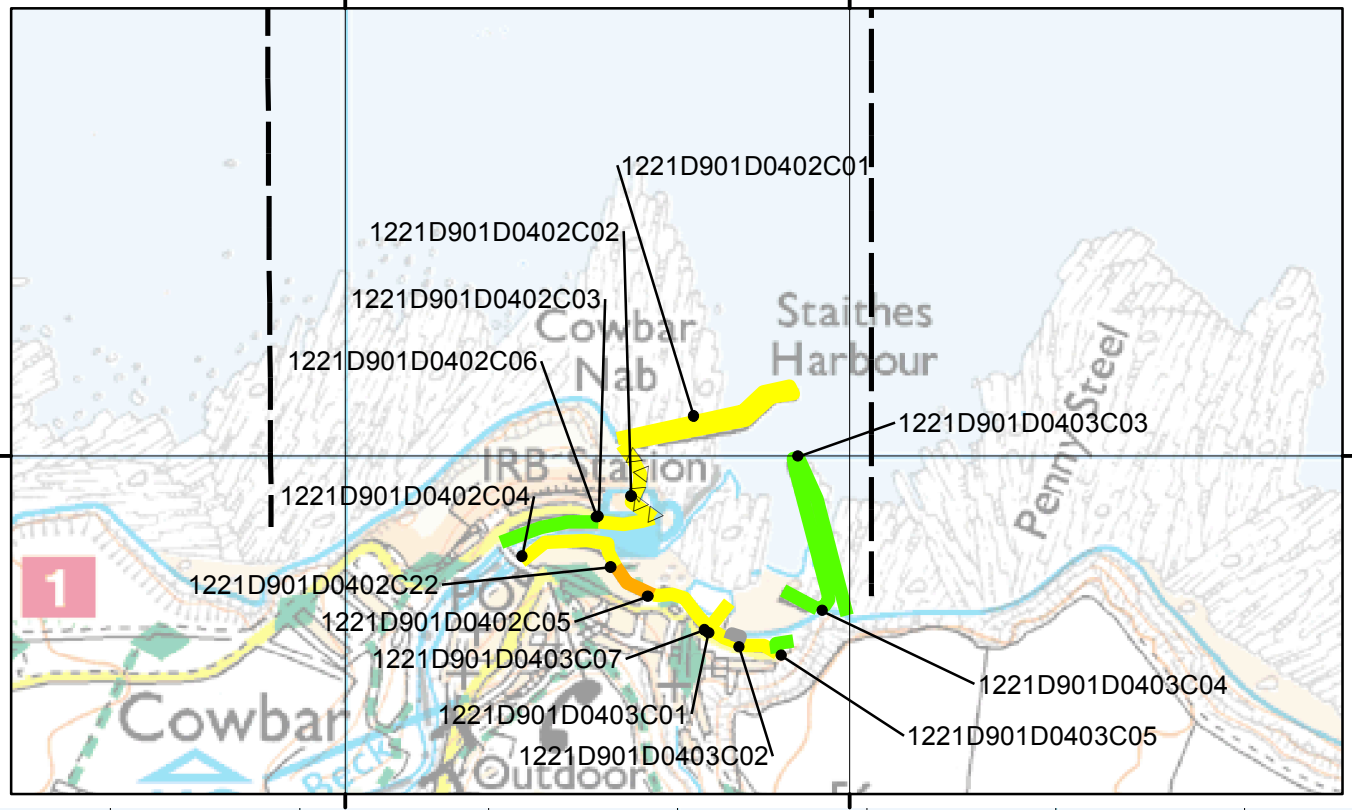 1221D901D0402C01
1221D901D0402C02
1221D901D0402C03
Cowbar
Nab
Staithes
Harbour
1221D901D0402C06
Penny Steel
1221D901D0403C03
IRB Station
1221D901D0402C04
1
1221D901D0402C22
PO
1221D901D0402C05
1221D901D0403C07
1221D901D0403C04
Cowbar
1221D901D0403C01
1221D901D0403C05
1221D901D0403C02
Beck
Outdoor